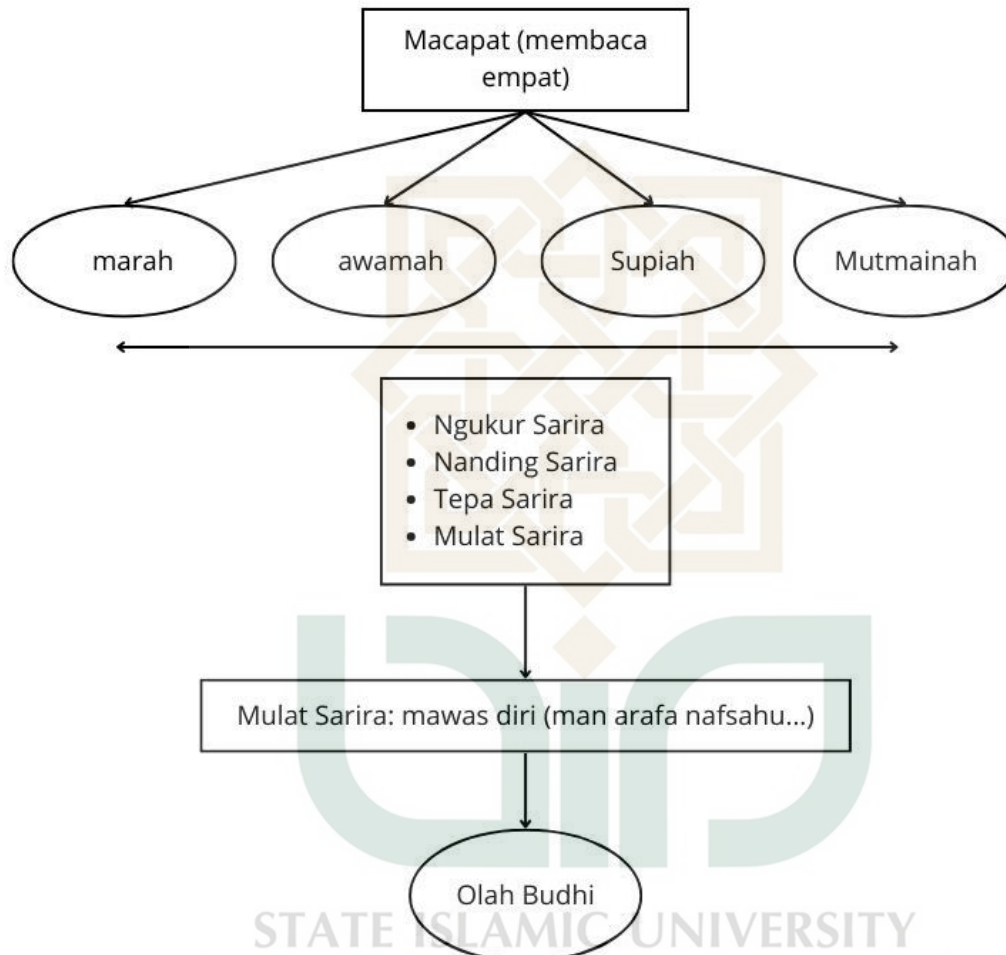 Macapat (membaca
empat)
marah
awamah
Supiah
Mutmainah
• Ngukur Sarira
• Nanding Sarira
• Tepa Sarira
• Mulat Sarira
Mulat Sarira: mawas diri (man arafa nafsahu...)
Olah Budhi
STATE ISLAMIC UNIVERSITY